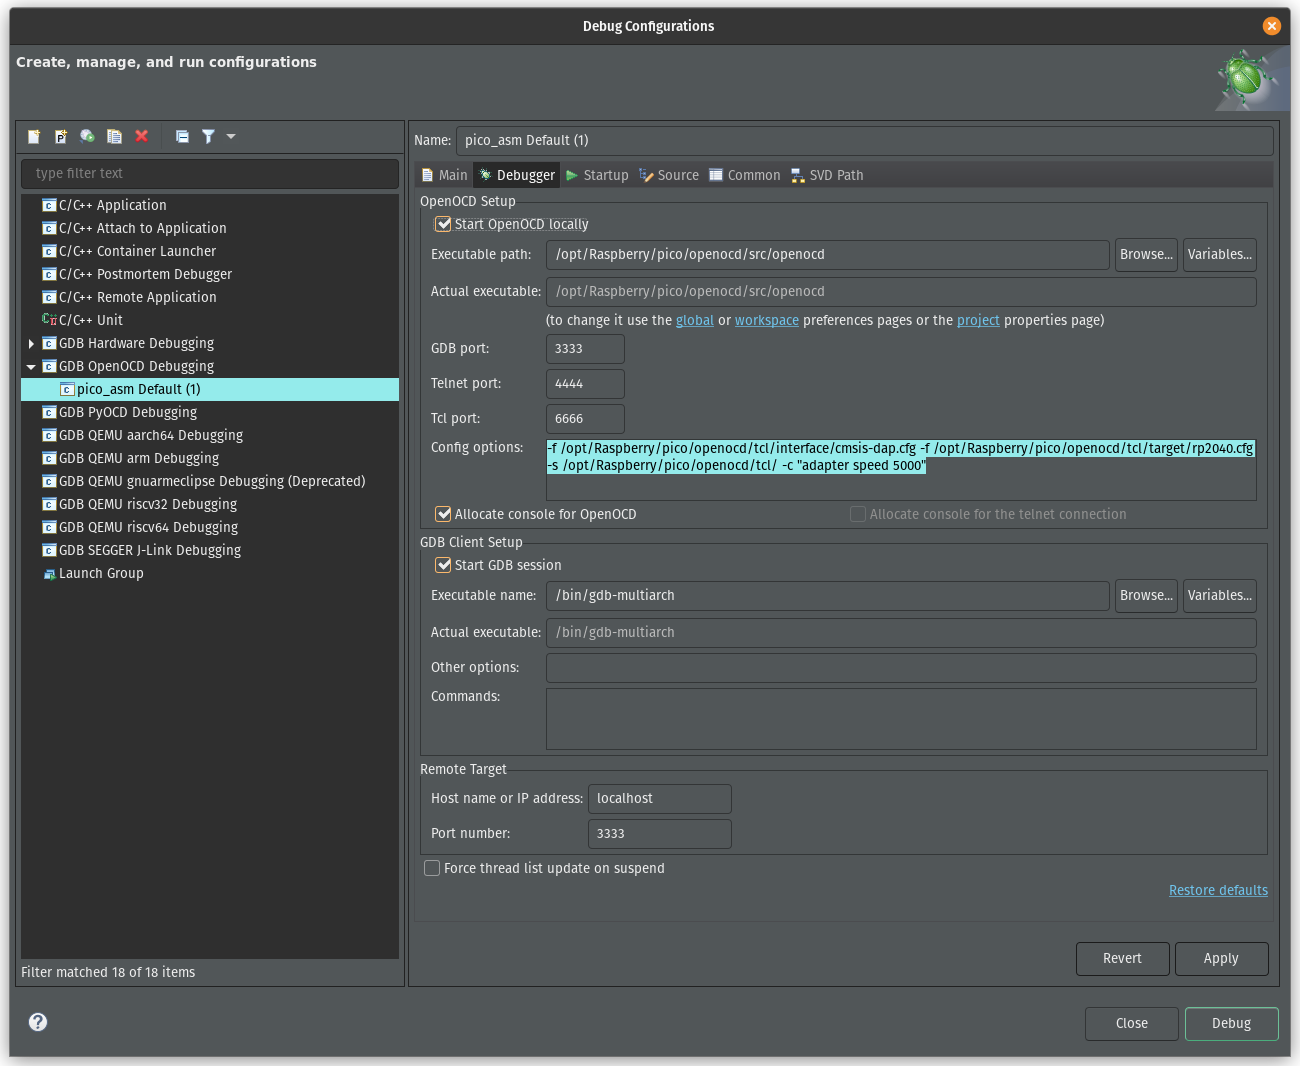 Debug Configurations
Create, manage, and run configurations
type filter text
C/C++ Application
C/C++ Attach to Application
C/C++ Container Launcher
C/C++ Postmortem Debugger
C/C++ Remote Application
C/C++ Unit
GDB Hardware Debugging
GDB OpenOCD Debugging
pico_asm Default (1)
GDB PyOCD Debugging
GDB QEMU aarch64 Debugging
GDB QEMU arm Debugging
GDB QEMU gnuarmeclipse Debugging (Deprecated)
GDB QEMU riscv32 Debugging
GDB QEMU riscv64 Debugging
GDB SEGGER J-Link Debugging
Launch Group
Filter matched 18 of 18 items
Name: pico_asm Default (1)
Main Debugger Startup Source Common SVD Path
OpenOCD Setup
Start OpenOCD locally
Executable path: /opt/Raspberry/pico/openocd/src/openocd Browse... Variables...
Actual executable: /opt/Raspberry/pico/openocd/src/openocd
(to change it use the global or workspace preferences pages or the project properties page)
GDB port: 3333
Telnet port: 4444
Tcl port: 6666
Config options: -f /opt/Raspberry/pico/openocd/tcl/interface/cmsis-dap.cfg -f /opt/Raspberry/pico/openocd/tcl/target/rp2040.cfg
-s /opt/Raspberry/pico/openocd/tcl/ -c "adapter speed 5000"
Allocate console for OpenOCD Allocate console for the telnet connection
GDB Client Setup
Start GDB session
Executable name: /bin/gdb-multiarch Browse... Variables...
Actual executable: /bin/gdb-multiarch
Other options:
Commands:
Remote Target
Host name or IP address: localhost
Port number: 3333
Force thread list update on suspend
Restore defaults
Revert Apply
Close Debug